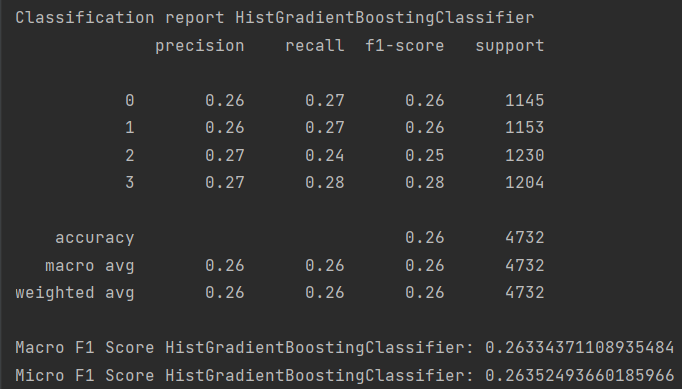 Classification report HistGradientBoostingClassifier
precision recall f1-score support
0 0.26 0.27 0.26 1145
1 0.26 0.27 0.26 1153
2 0.27 0.24 0.25 1230
3 0.27 0.28 0.28 1204
accuracy 0.26 4732
macro avg 0.26 0.26 0.26 4732
weighted avg 0.26 0.26 0.26 4732
Macro F1 Score HistGradientBoostingClassifier: 0.26334371108935484
Micro F1 Score HistGradientBoostingClassifier: 0.26352493660185966